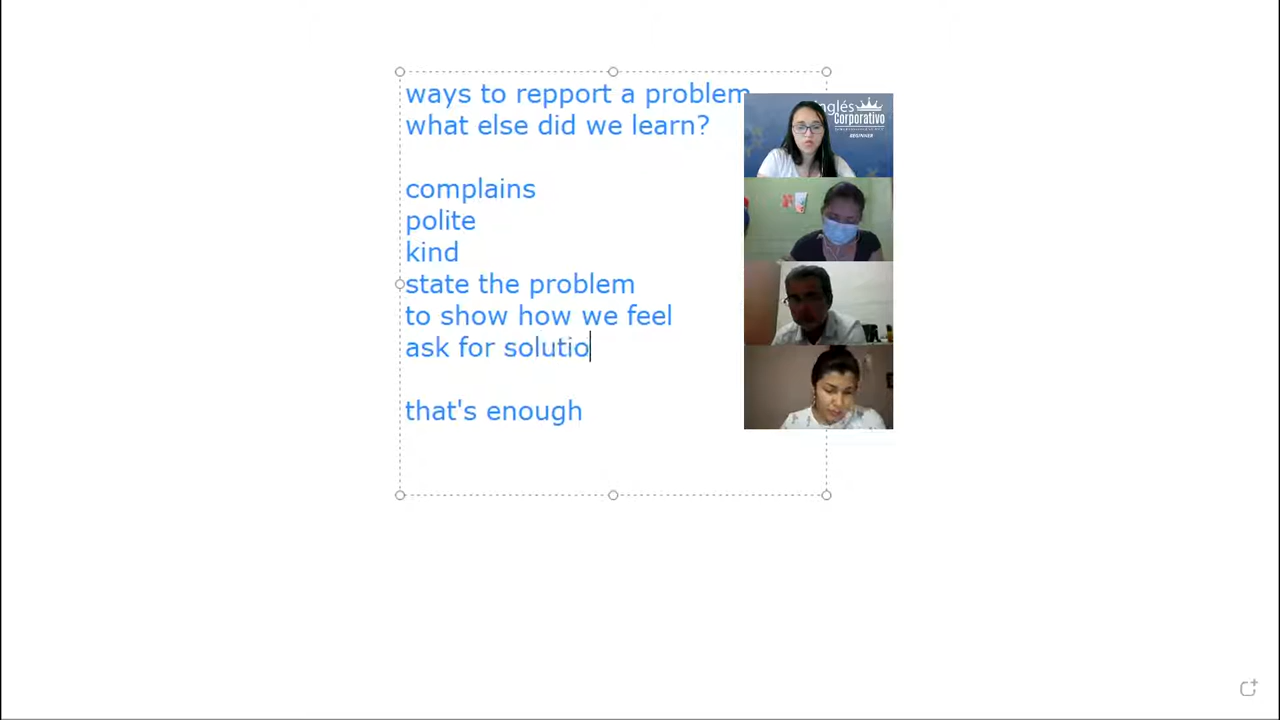 ways to repport a problem
what else did we learn?
complains
polite
kind
state the problem
to show how we feel
ask for solutio
that's enough
inglés
Corporativo
BEGINNER